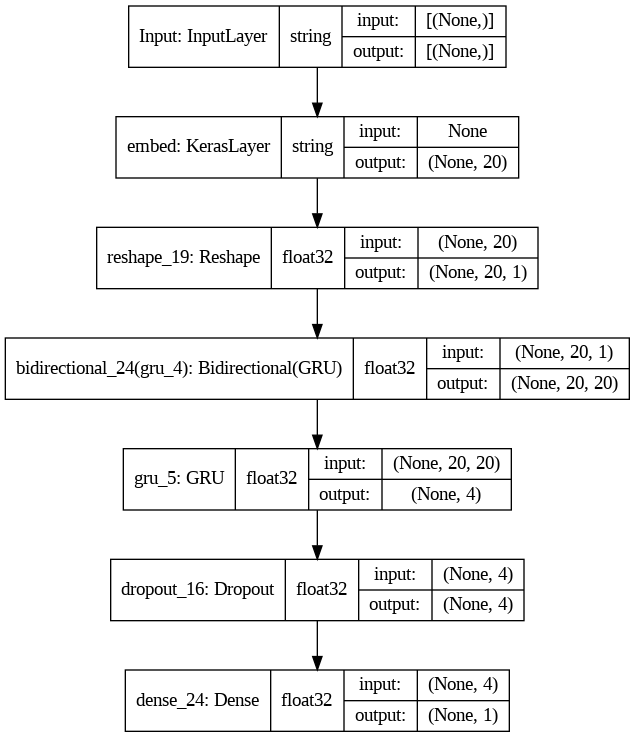 Input: InputLayer string input: [(None,)]
output: [(None,)]
embed: KerasLayer string input: None
output: (None, 20)
reshape_19: Reshape float32 input: (None, 20)
output: (None, 20, 1)
bidirectional_24(gru_4): Bidirectional(GRU) float32 input: (None, 20, 1)
output: (None, 20, 20)
gru_5: GRU float32 input: (None, 20, 20)
output: (None, 4)
dropout_16: Dropout float32 input: (None, 4)
output: (None, 4)
dense_24: Dense float32 input: (None, 4)
output: (None, 1)